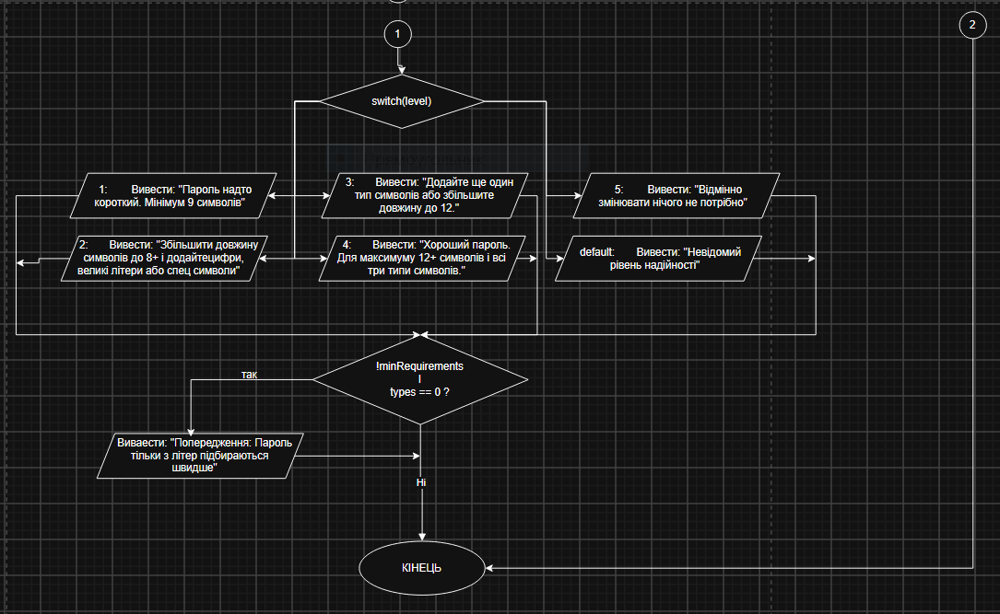 1
2
switch(level)
1: Вивести: "Пароль надто
короткий. Мінімум 9 символів"
3: Вивести: "Додайте ще один
тип символів або збільшите
довжину до 12."
5: Вивести: "Відмінно
змінювати нічого не потрібно"
2: Вивести: "Збільшити довжину
символів до 8+ і додайтецифри,
великі літери або спец символи"
4: Вивести: "Хороший пароль.
Для максимуму 12+ символів і всі
три типи символів."
default: Вивести: "Невідомий
рівень надійності"
!minRequirements
|
types == 0 ?
так
Виваести: "Попередження: Пароль
тільки з літер підбираються
швидше"
Ні
КІНЕЦЬ